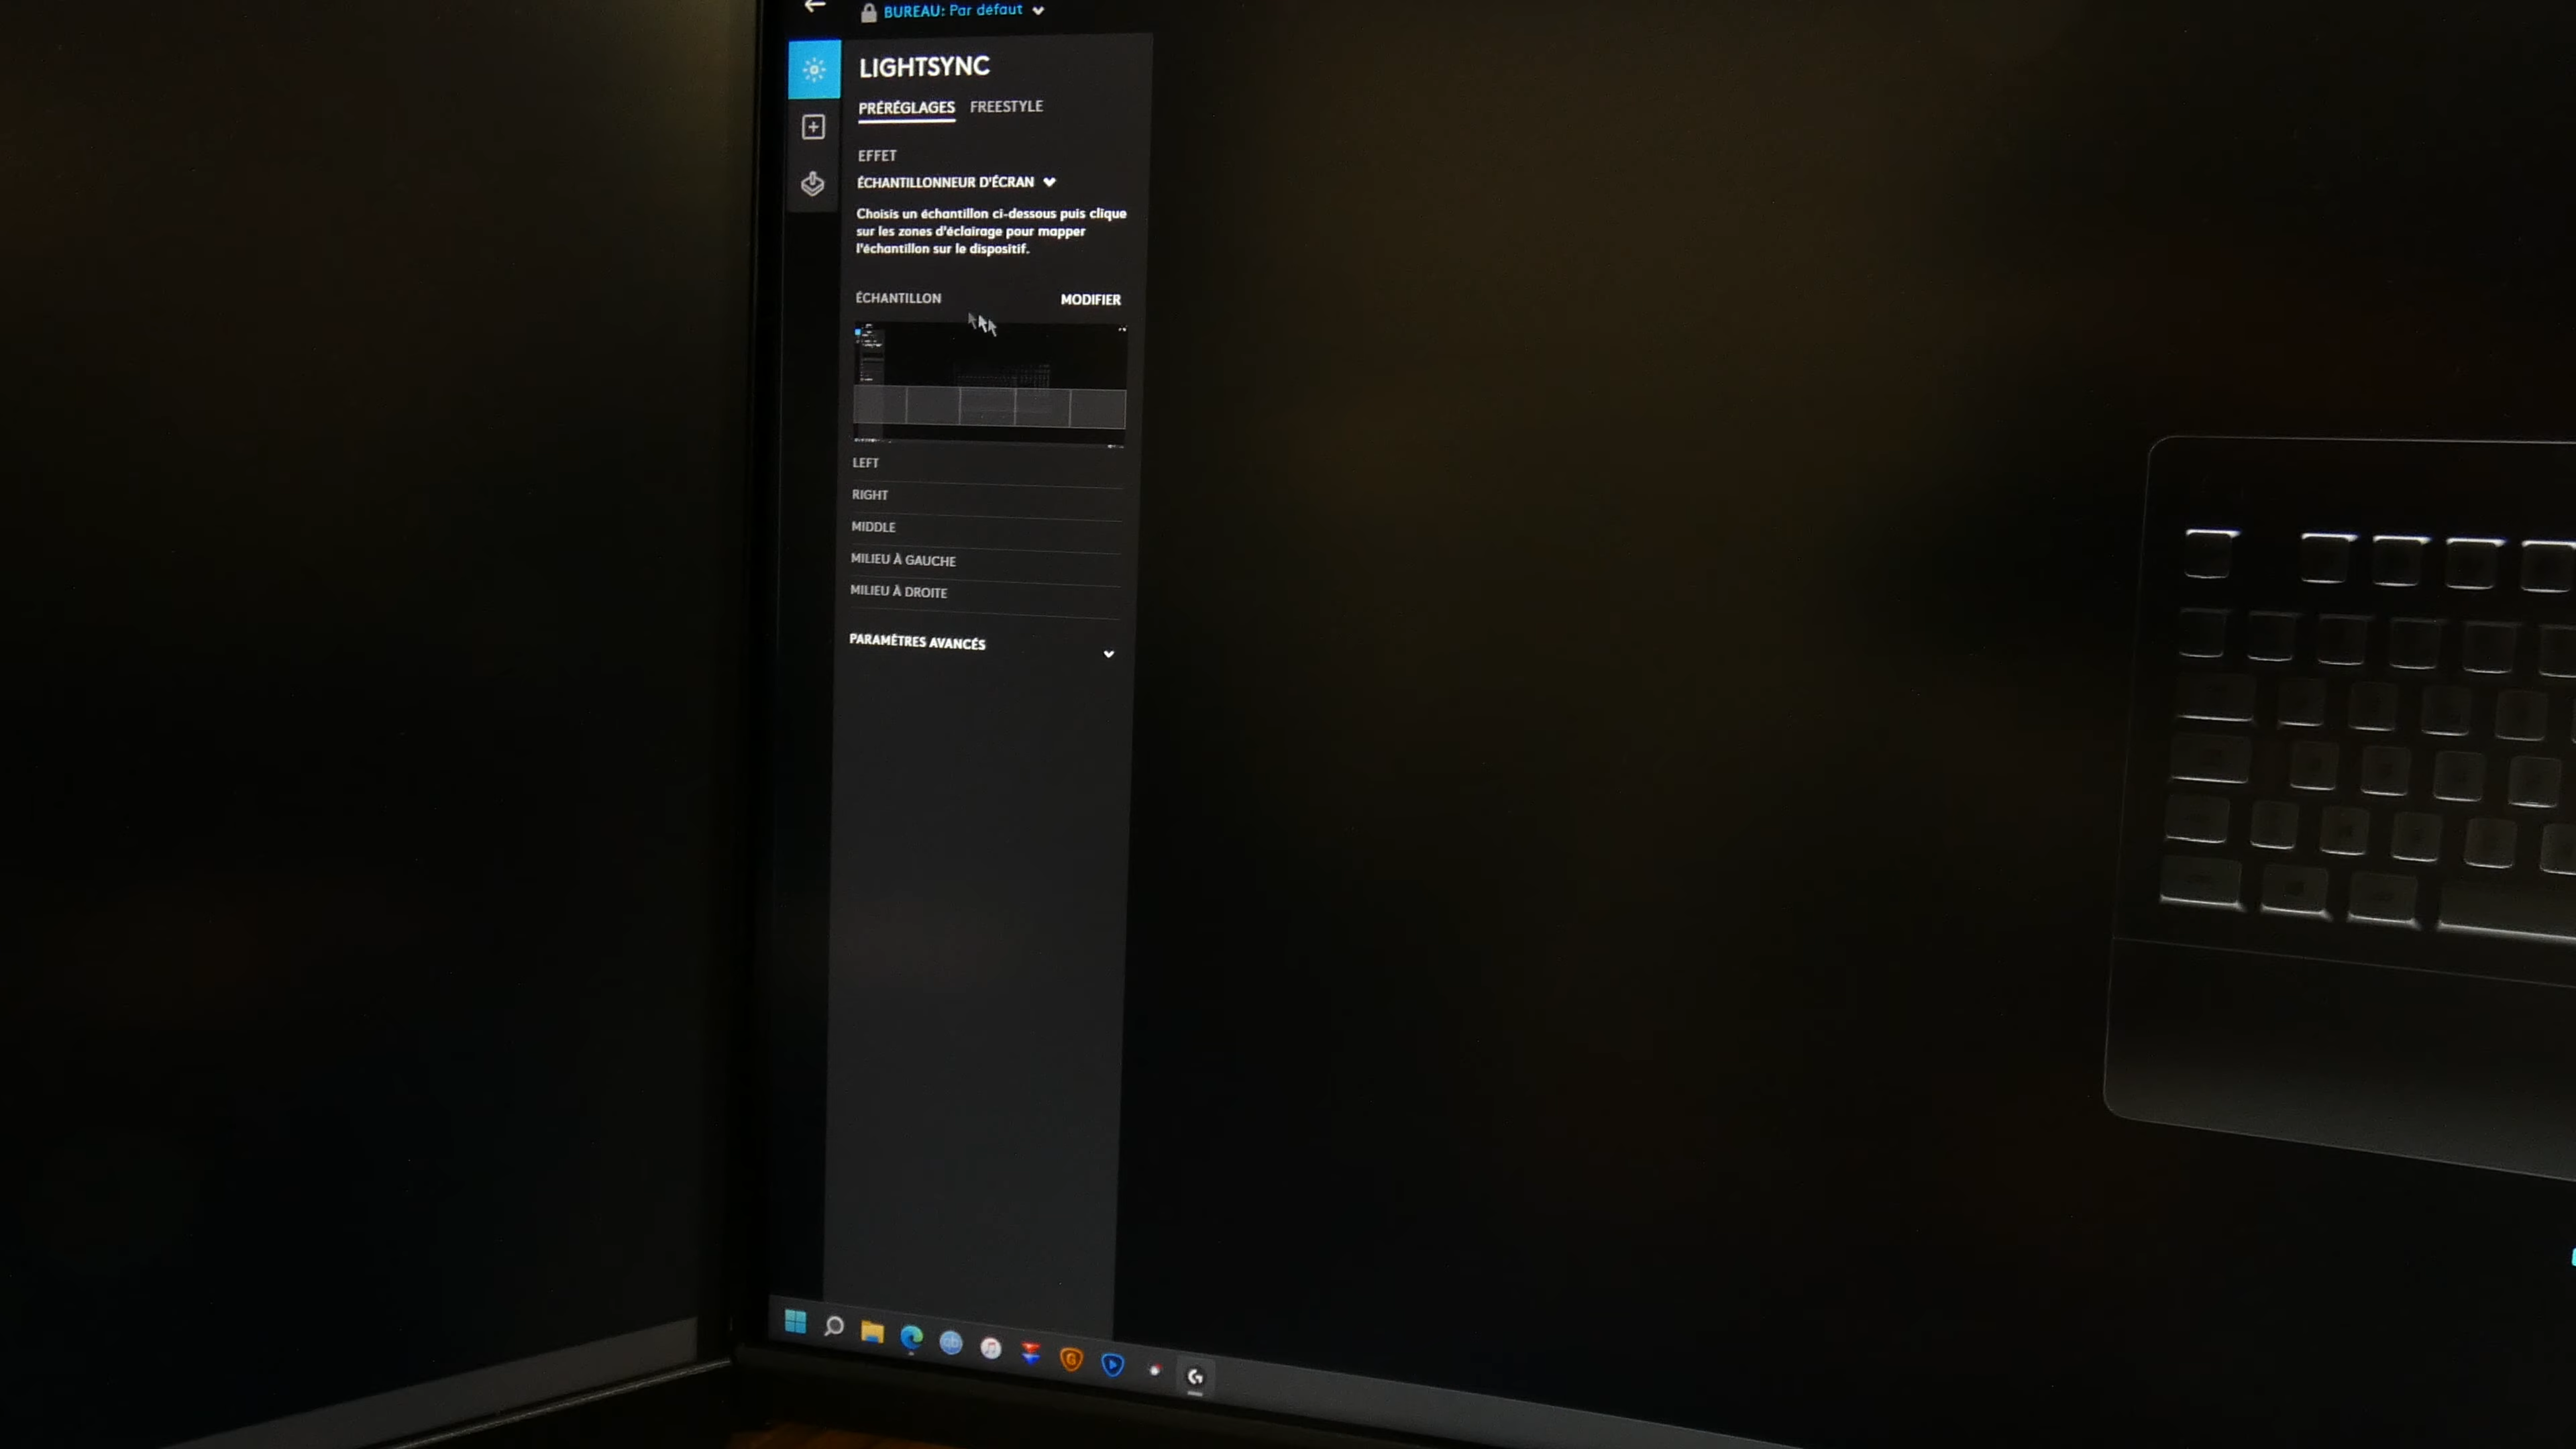 BUREAU: Par défaut
LIGHTSYNC
PRÉRÉGLAGES FREESTYLE
EFFET
ÉCHANTILLONNEUR D'ÉCRAN
Choisis un échantillon ci-dessous puis clique
sur les zones d'éclairage pour mapper
l'échantillon sur le dispositif.
ÉCHANTILLON MODIFIER
LEFT
RIGHT
MIDDLE
MILIEU À GAUCHE
MILIEU À DROITE
PARAMÈTRES AVANCÉS